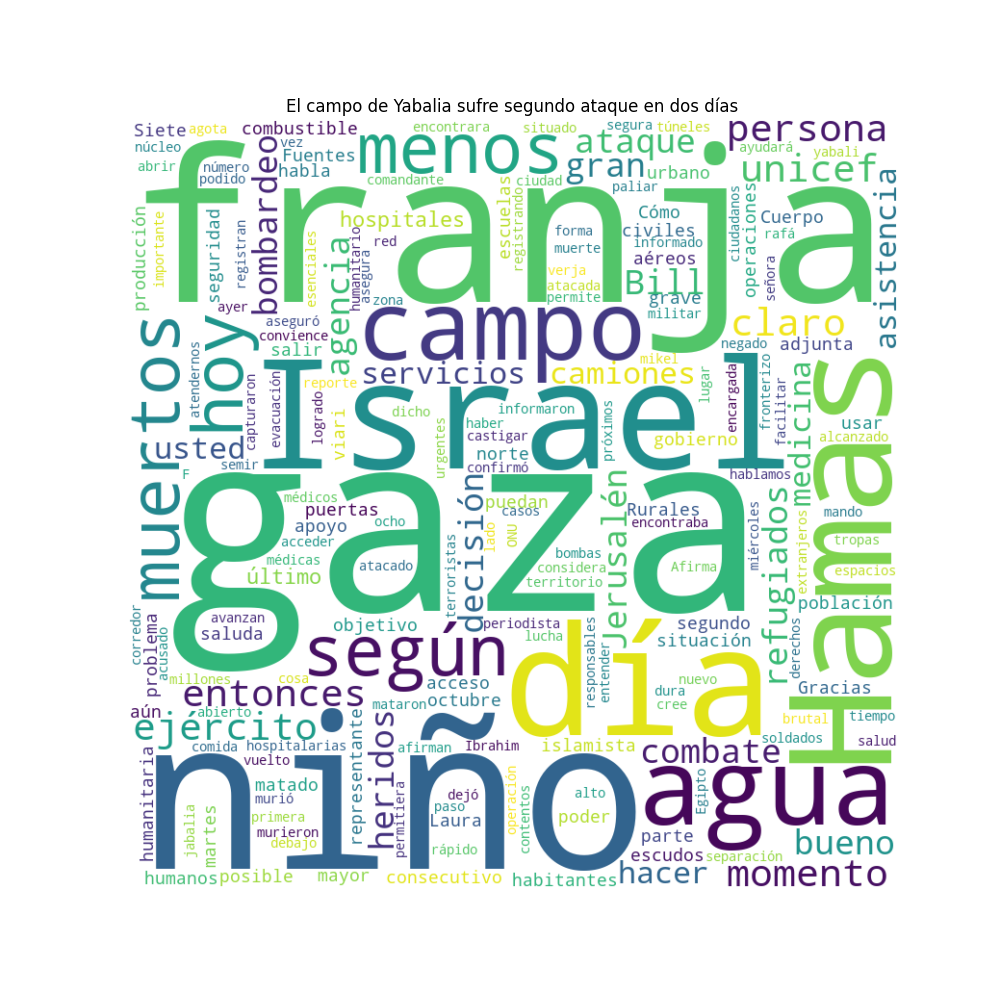 El campo de Yabalia sufre segundo ataque en dos días
Siete agota combustible encontrara situado segura túneles persona
núcleo vez menos ataque ayudará yabali
abrir número Fuentes gran urbano unicef
podido habla comandante ciudad paliar
franja
producción importante seguridad registran bombardeo hospitales escuelas registrando Cómo civiles ciudadanos operaciones Cuerpo asistencia
esenciales agencia humanitario asegura red forma muerte informado aéreos rafá señora
ayer zona verja atacada permite Bill grave militar
muertos hoy aseguró convience salir campo claro
atendernos servicios camiones mikel negado adjunta
capturaron evacuación reporte logrado viari dicho informaron próximos lugar encargada fronterizo facilitar
usted Israel haber castigar norte gobierno medicina usar
semir F confirmó urgentes hablamos alcanzado
gaza Hamas
médicos puertas decisión puedan casos Jerusalén Rurales encontraba mando
apoyo ocho lado ONU miércoles refugiados extranjeros tropas
acceder médicas atacado terroristas bombas considera Afirma espacios
último territorio población
avanzan saluda objetivo periodista lucha segundo situación derechos
corredor acusado problema según día responsables entender
millones cosa entonces mataron acceso octubre dura cree nuevo Gracias
aún abierto brutal tiempo
ejército comida hospitalarias vuelto representante heridos afirman Ibrahim islamista combate soldados salud
humanitaria niño agua
matado murió dejó alto Egipto
jabalia martes primera murieron debajo permitiera paso Laura operación contentos poder parte bueno
rápido escudos separación
humanos posible mayor consecutivo habitantes hacer momento